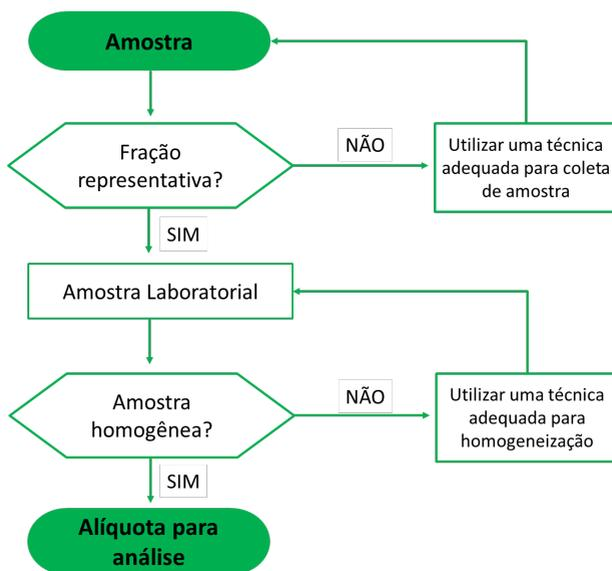 Amostra
Fração
representativa?
NÃO
Utilizar uma técnica
adequada para coleta
de amostra
SIM
Amostra Laboratorial
Amostra
homogênea?
NÃO
Utilizar uma técnica
adequada para
homogeneização
SIM
Alíquota para
análise